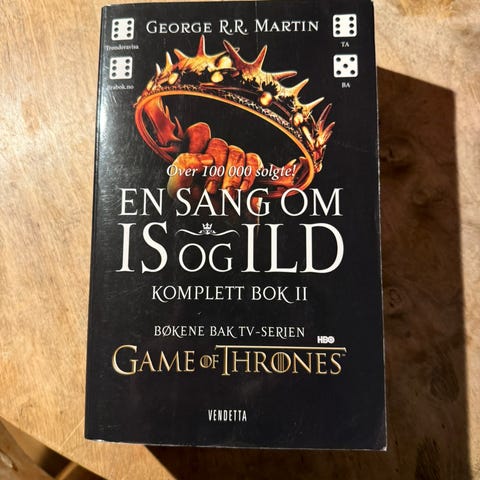 GEORGE R.R. MARTIN
Tronderavisa
TA
Brabok.no
BA
Over 100 000 solgte!
EN SANG OM
IS OG ILD
KOMPLETT BOK II
BØKENE BAK TV-SERIEN
HBO
GAME OF THRONES
VENDETTA